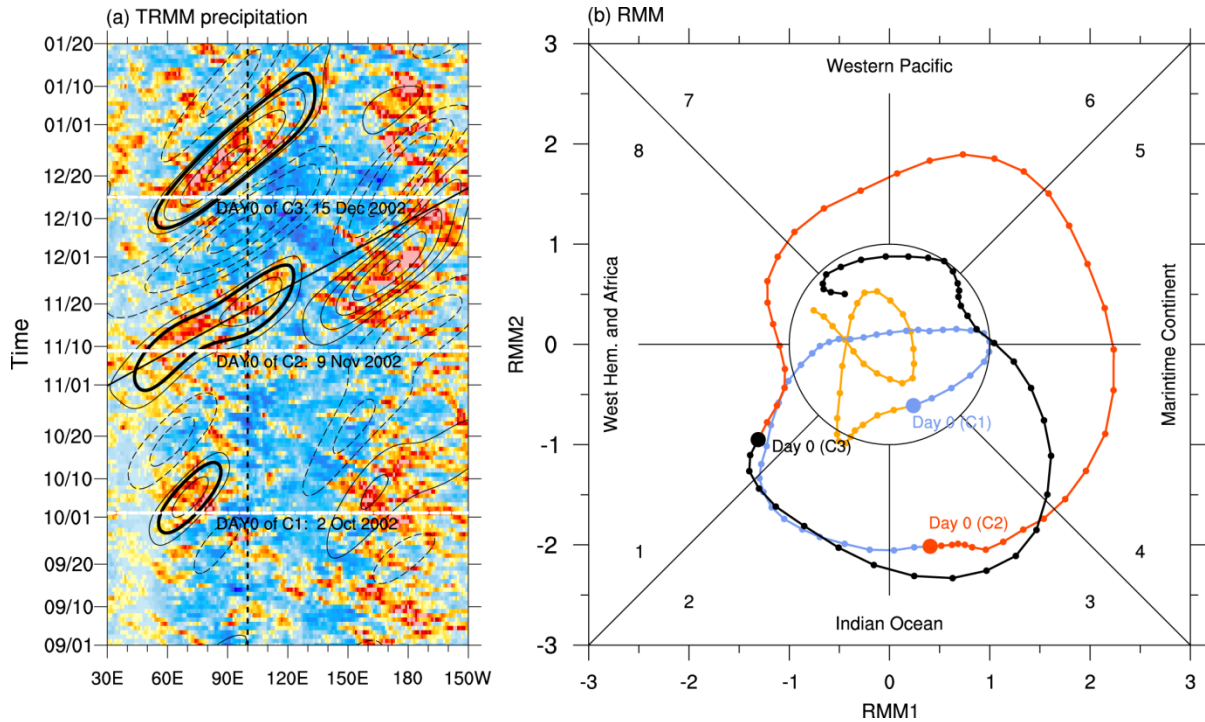 (a) TRMM precipitation
01/20
01/10
01/01
12/20
12/10
12/01
11/20
11/10
11/01
10/20
10/10
10/01
09/20
09/10
09/01
Time
DAY0 of C3: 15 Dec 2002
DAY0 of C2: 9 Nov 2002
DAY0 of C1: 2 Oct 2002
30E 60E 90E 120E 150E 180 150W
(b) RMM
3
2
1
0
-1
-2
-3
RMM2
Western Pacific
7
6
8
5
West Hem. and Africa
Marintime Continent
Day 0 (C1)
Day 0 (C3)
Day 0 (C2)
1
4
2
3
Indian Ocean
-3 -2 -1 0 1 2 3
RMM1